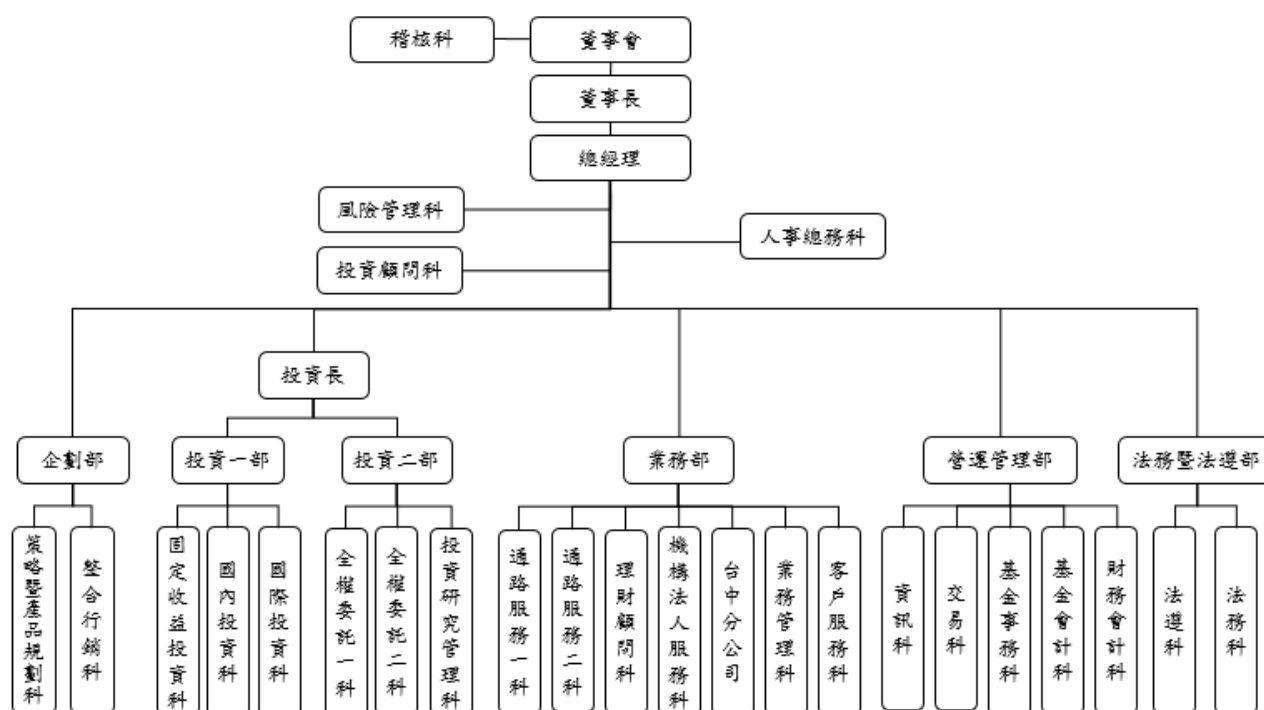 稽核科
董事會
董事長
總經理
風險管理科
人事總務科
投資顧問科
投資長
企劃部
投資一部
投資二部
業務部
營運管理部
法務暨法遵部
策略暨產品規劃科
整合行銷科
固定收益投資科
國內投資科
國際投資科
全權委託一科
全權委託二科
投資研究管理科
通路服務一科
通路服務二科
理財顧問科
機構法人服務科
台中分公司
業務管理科
客戶服務科
資訊科
交易科
基金事務科
基金會計科
財務會計科
法遵科
法務科